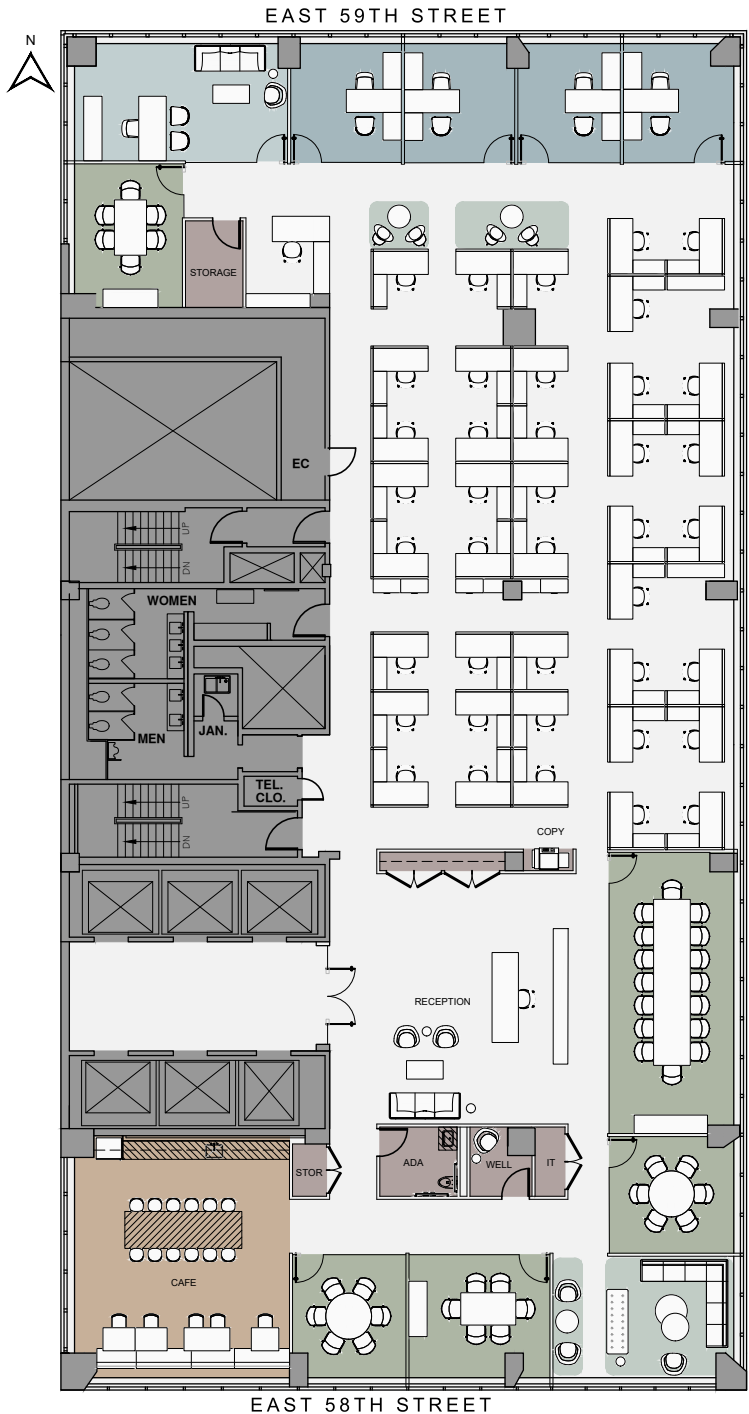 EAST 59TH STREET
N
STORAGE
EC
UP
DN
WOMEN
MEN
JAN.
TEL.
CLO.
UP
DN
COPY
RECEPTION
ADA
WELL
IT
STOR
CAFE
EAST 58TH STREET